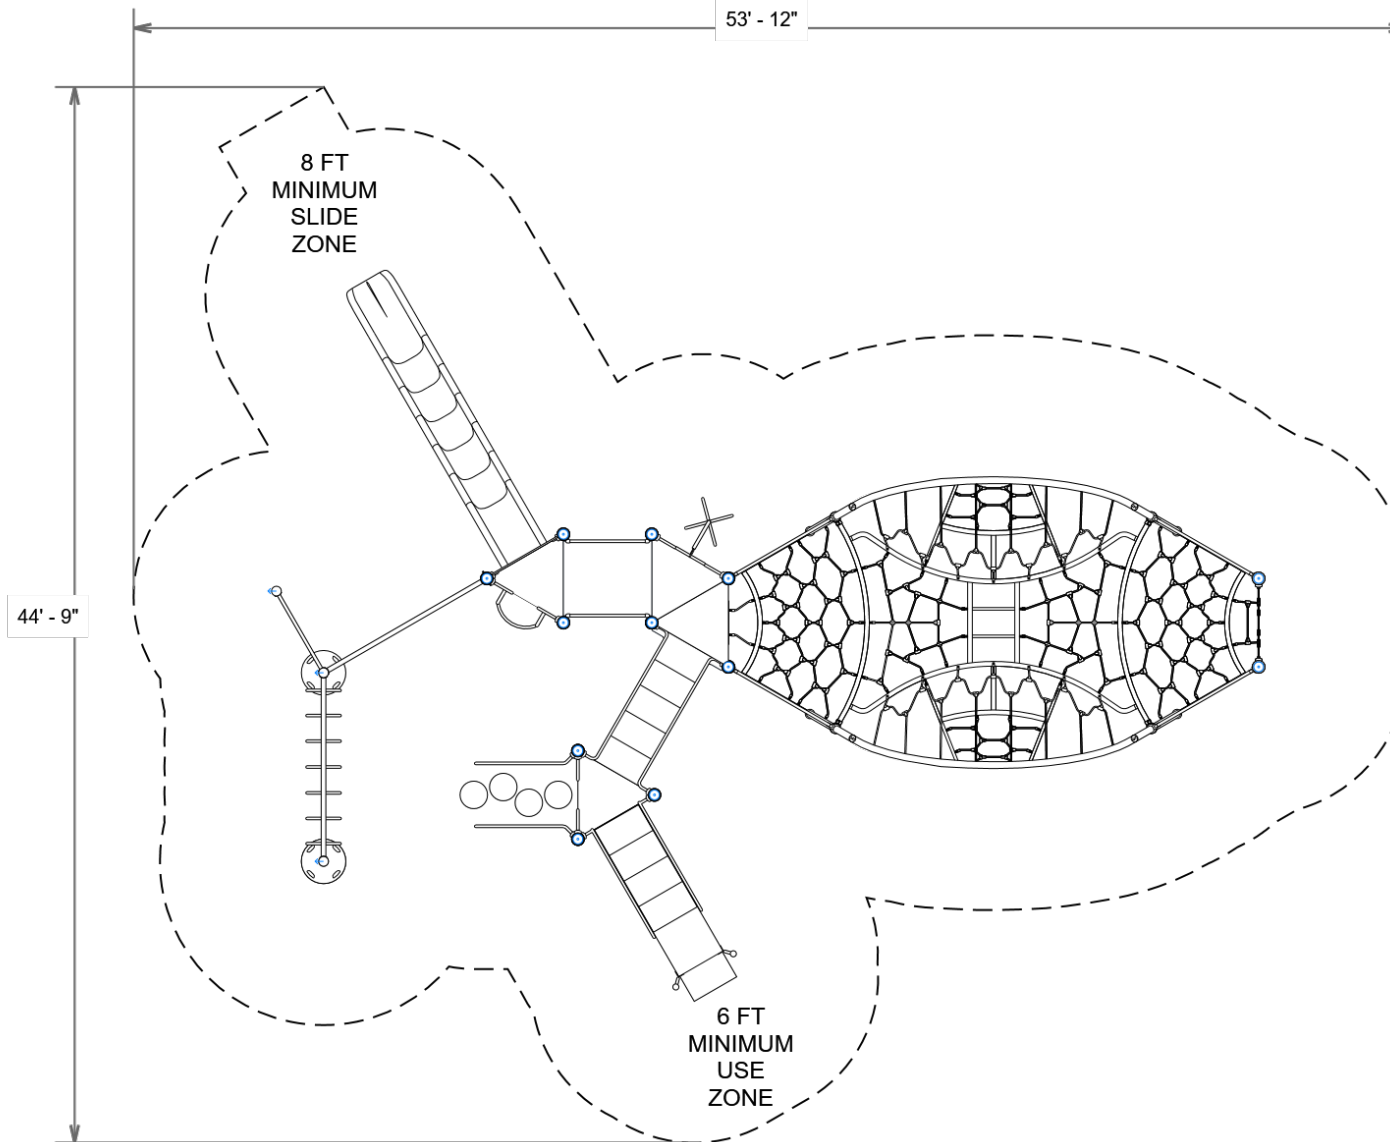 53' - 12"
8 FT
MINIMUM
SLIDE
ZONE
44' - 9"
6 FT
MINIMUM
USE
ZONE